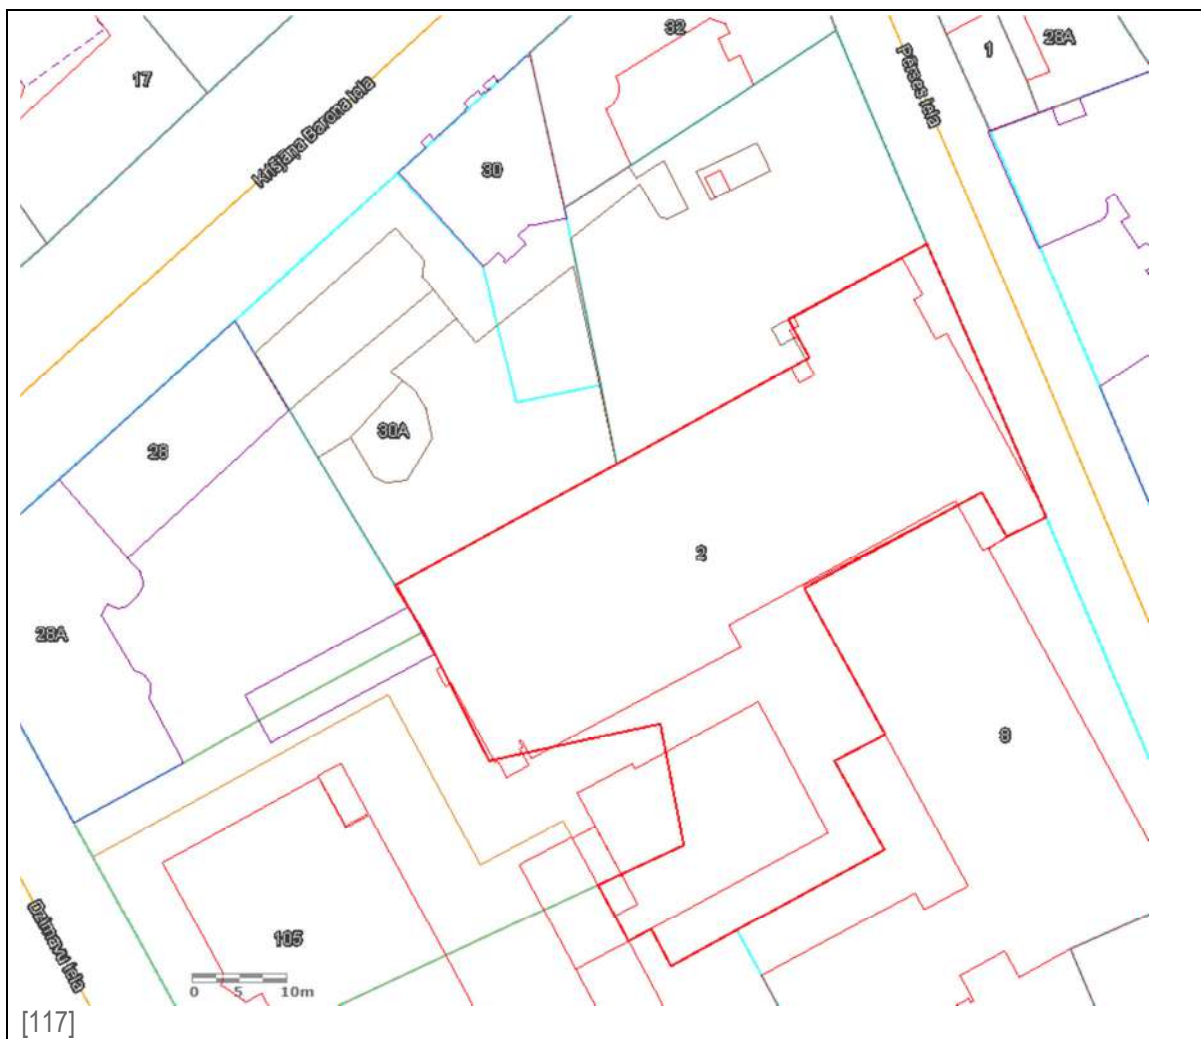 32
1
28A
17
Krišjāņa Barona iela
Pērses iela
30
30A
28
2
28A
8
105
Dzirnavu iela
0 5 10m
[117]